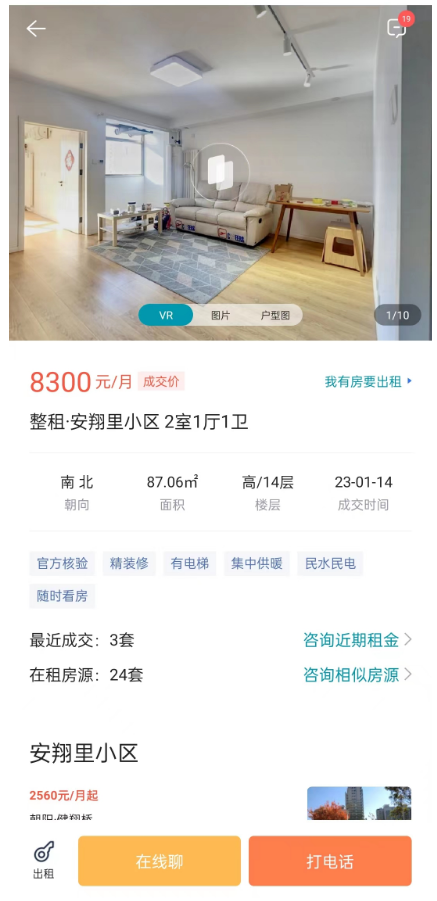 19
VR
图片
户型图
1/10
8300元/月 成交价
我有房要出租
整租·安翔里小区 2室1厅1卫
南 北
87.06㎡
高/14层
23-01-14
朝向
面积
楼层
成交时间
官方核验 精装修 有电梯 集中供暖 民水民电
随时看房
最近成交：3套
咨询近期租金
在租房源：24套
咨询相似房源
安翔里小区
2560元/月起
朝阳·健翔桥
出租
在线聊
打电话